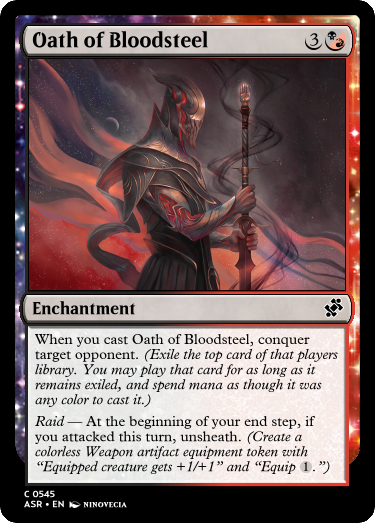 Oath of Bloodsteel 3
Enchantment
When you cast Oath of Bloodsteel, conquer
target opponent. (Exile the top card of that players
library. You may play that card for as long as it
remains exiled, and spend mana as though it was
any color to cast it.)
Raid — At the beginning of your end step, if
you attacked this turn, unsheath. (Create a
colorless Weapon artifact equipment token with
“Equipped creature gets +1/+1” and “Equip 1.”)
C 0545
ASR • EN NINOVECIA